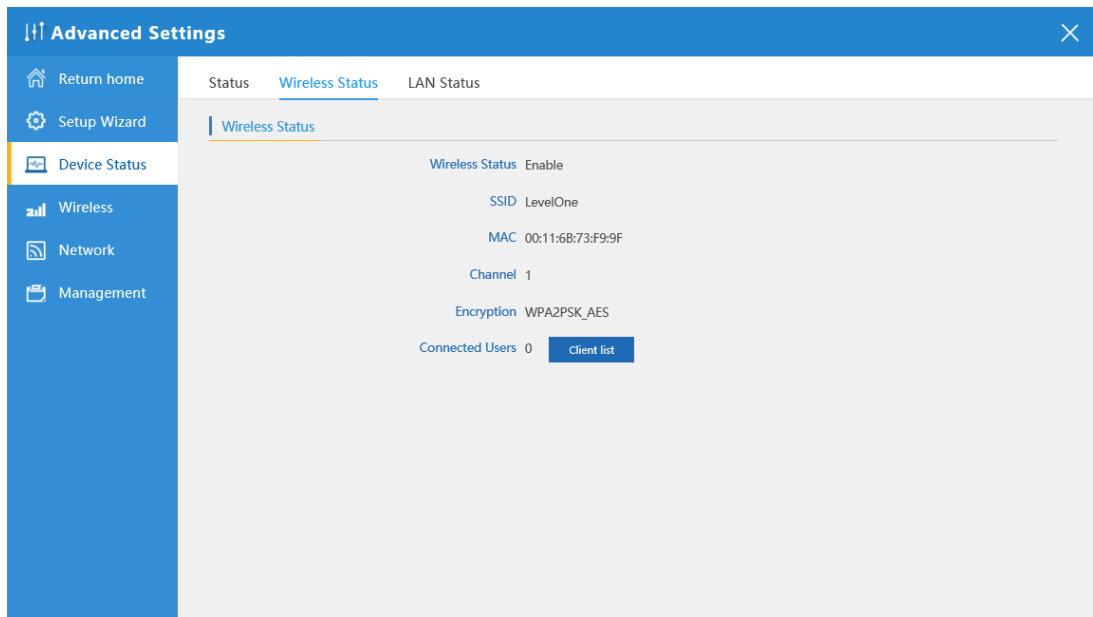 Advanced Settings
Return home
Setup Wizard
Device Status
Wireless
Network
Management
Status Wireless Status LAN Status
Wireless Status
Wireless Status Enable
SSID LevelOne
MAC 00:11:6B:73:F9:9F
Channel 1
Encryption WPA2PSK_AES
Connected Users 0 Client list